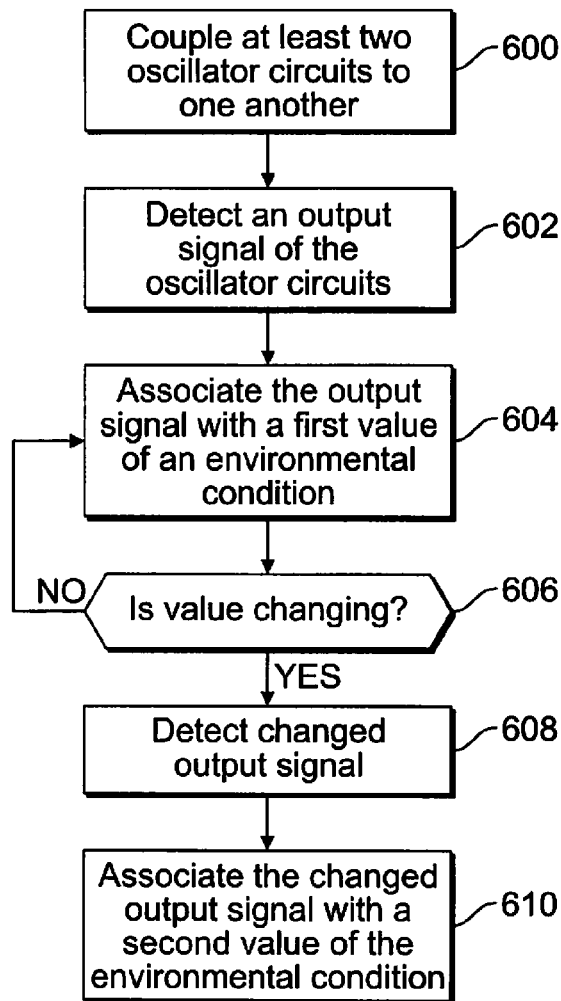 Couple at least two
oscillator circuits to
one another
600
Detect an output
signal of the
oscillator circuits
602
Associate the output
signal with a first value
of an environmental
condition
604
Is value changing?
606
NO
YES
Detect changed
output signal
608
Associate the changed
output signal with a
second value of the
environmental condition
610